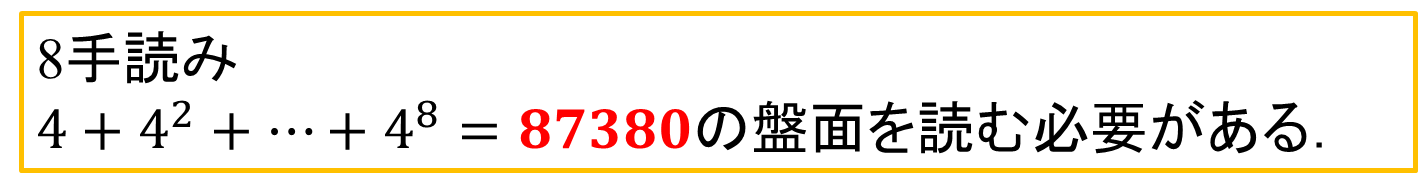 8手読み
4 + 4² + ⋯ + 4⁸ = 87380の盤面を読む必要がある.